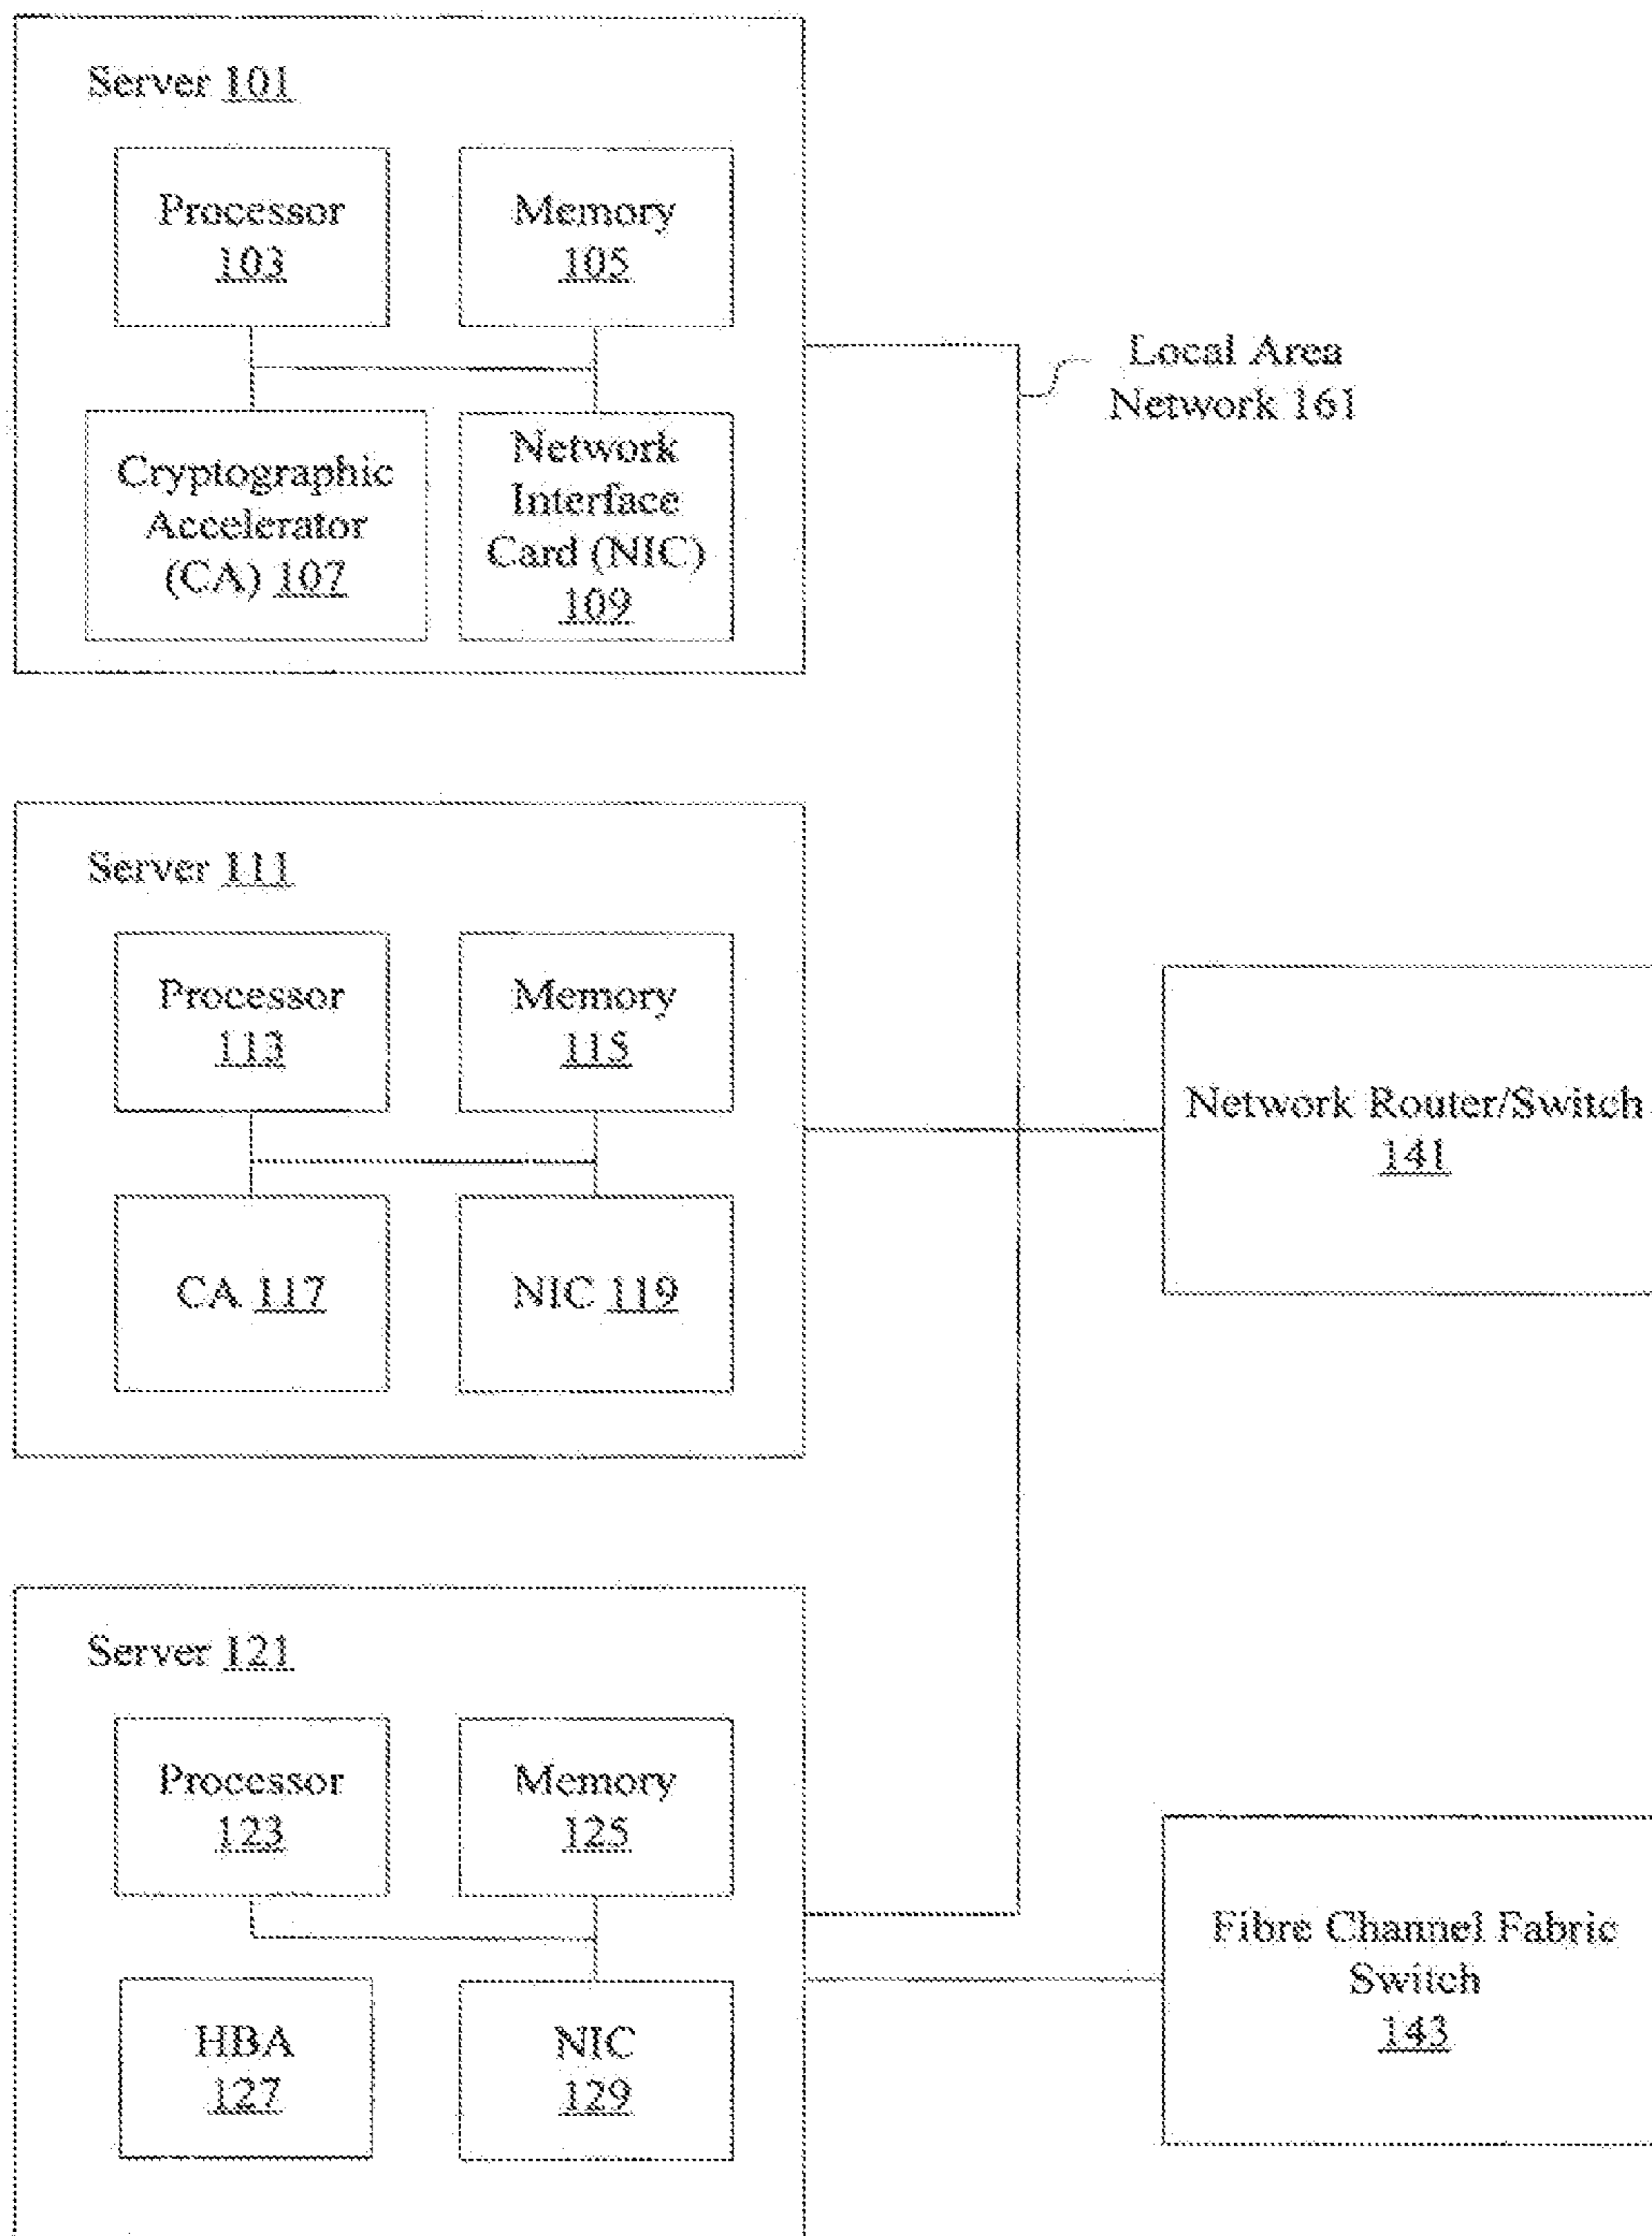 Server 101
Processor
103
Memory
105
Cryptographic
Accelerator
(CA) 107
Network
Interface
Card (NIC)
109
Local Area
Network 161
Server 111
Processor
113
Memory
115
CA 117
NIC 119
Network Router/Switch
141
Server 121
Processor
123
Memory
125
HBA
127
NIC
129
Fibre Channel Fabric
Switch
143